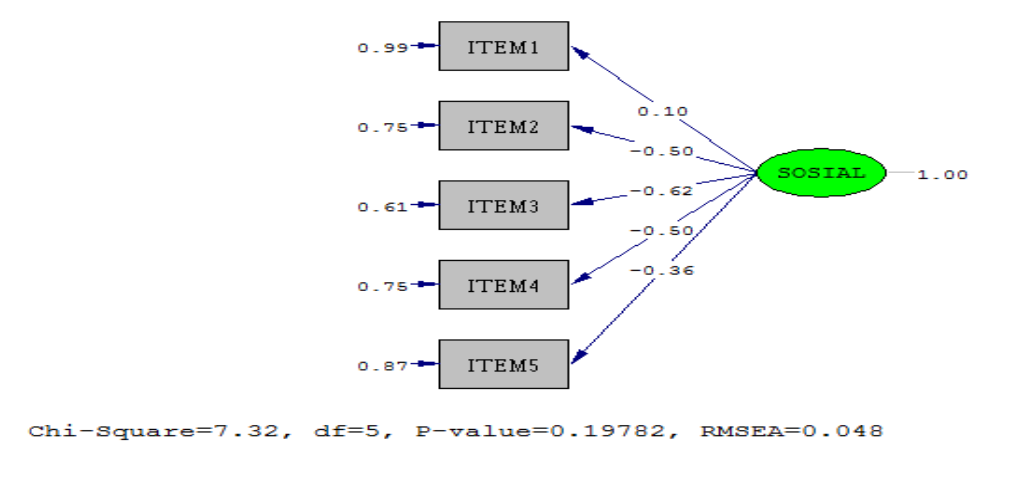 0.99 ITEM1
0.10
0.75 ITEM2
-0.50
SOSIAL 1.00
-0.62
0.61 ITEM3
-0.50
-0.36
0.75 ITEM4
0.87 ITEM5
Chi-Square=7.32, df=5, P-value=0.19782, RMSEA=0.048